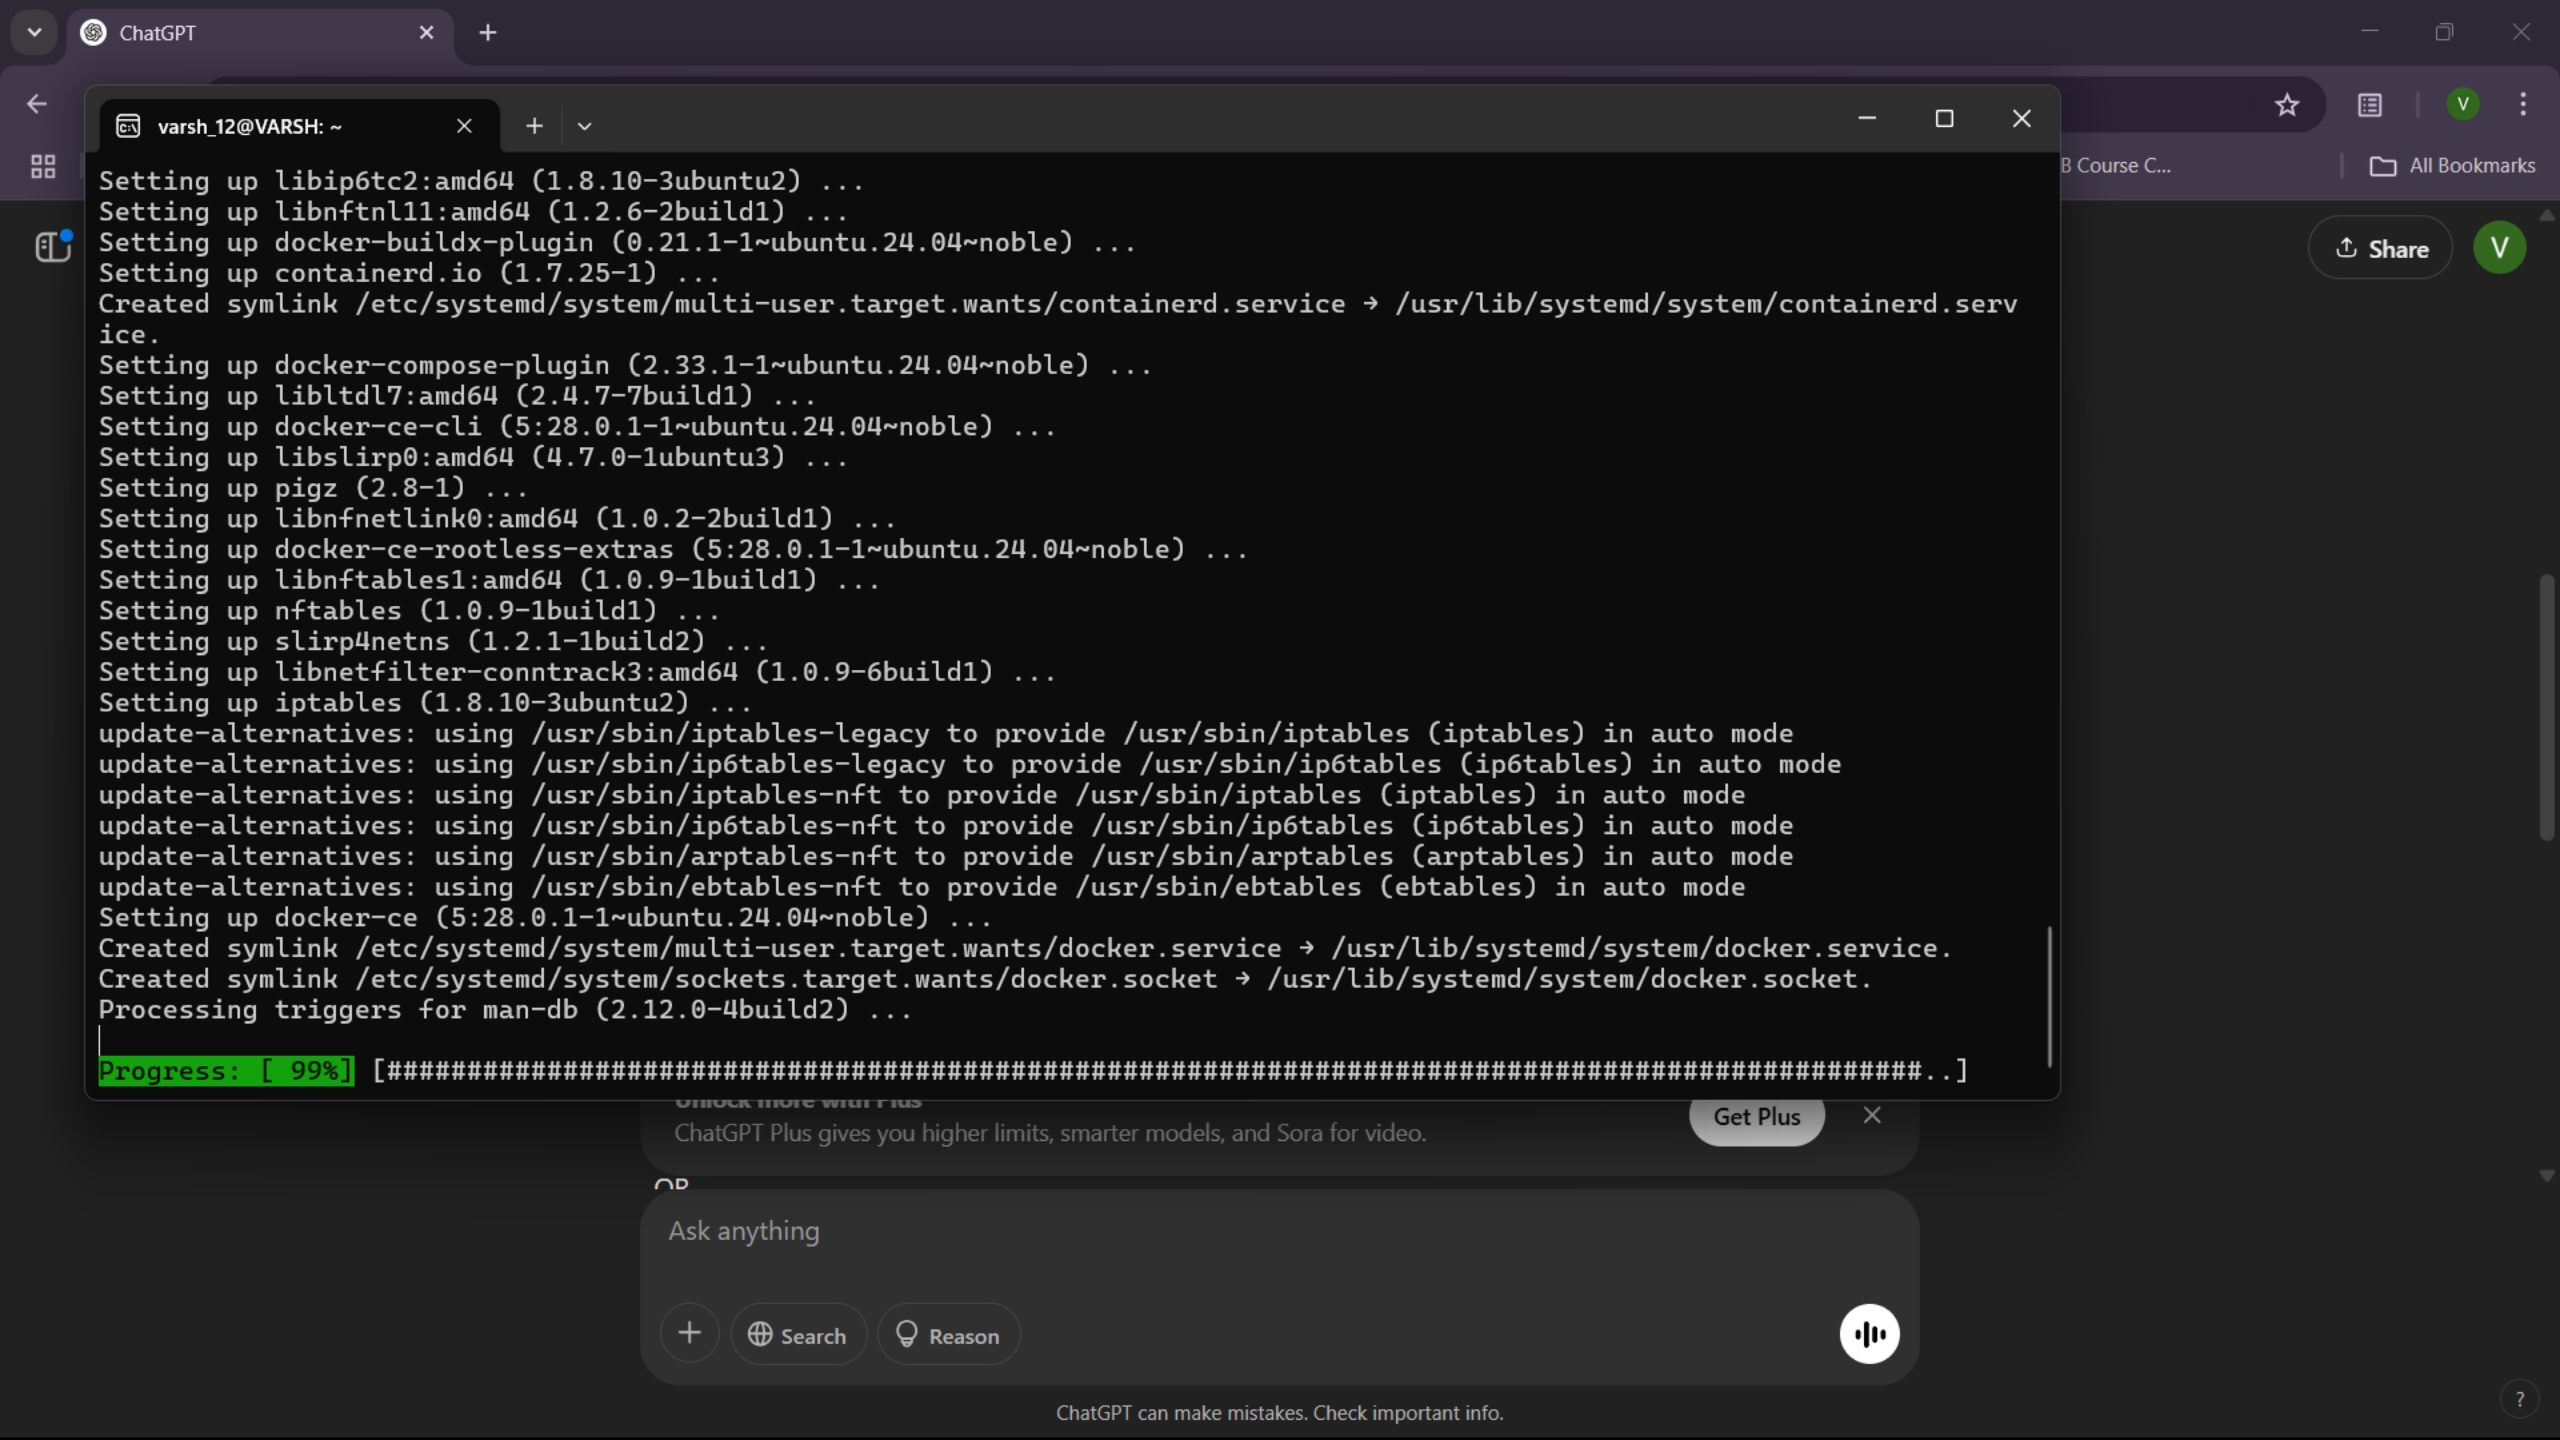 ChatGPT
varsh_12@VARSH: ~
B Course C...
All Bookmarks
Share
V
V
Setting up libip6tc2:amd64 (1.8.10-3ubuntu2) ...
Setting up libnftnl11:amd64 (1.2.6-2build1) ...
Setting up docker-buildx-plugin (0.21.1-1~ubuntu.24.04~noble) ...
Setting up containerd.io (1.7.25-1) ...
Created symlink /etc/systemd/system/multi-user.target.wants/containerd.service → /usr/lib/systemd/system/containerd.serv
ice.
Setting up docker-compose-plugin (2.33.1-1~ubuntu.24.04~noble) ...
Setting up libltdl7:amd64 (2.4.7-7build1) ...
Setting up docker-ce-cli (5:28.0.1-1~ubuntu.24.04~noble) ...
Setting up libslirp0:amd64 (4.7.0-1ubuntu3) ...
Setting up pigz (2.8-1) ...
Setting up libnfnetlink0:amd64 (1.0.2-2build1) ...
Setting up docker-ce-rootless-extras (5:28.0.1-1~ubuntu.24.04~noble) ...
Setting up libnftables1:amd64 (1.0.9-1build1) ...
Setting up nftables (1.0.9-1build1) ...
Setting up slirp4netns (1.2.1-1build2) ...
Setting up libnetfilter-conntrack3:amd64 (1.0.9-6build1) ...
Setting up iptables (1.8.10-3ubuntu2) ...
update-alternatives: using /usr/sbin/iptables-legacy to provide /usr/sbin/iptables (iptables) in auto mode
update-alternatives: using /usr/sbin/ip6tables-legacy to provide /usr/sbin/ip6tables (ip6tables) in auto mode
update-alternatives: using /usr/sbin/iptables-nft to provide /usr/sbin/iptables (iptables) in auto mode
update-alternatives: using /usr/sbin/ip6tables-nft to provide /usr/sbin/ip6tables (ip6tables) in auto mode
update-alternatives: using /usr/sbin/arptables-nft to provide /usr/sbin/arptables (arptables) in auto mode
update-alternatives: using /usr/sbin/ebtables-nft to provide /usr/sbin/ebtables (ebtables) in auto mode
Setting up docker-ce (5:28.0.1-1~ubuntu.24.04~noble) ...
Created symlink /etc/systemd/system/multi-user.target.wants/docker.service → /usr/lib/systemd/system/docker.service.
Created symlink /etc/systemd/system/sockets.target.wants/docker.socket → /usr/lib/systemd/system/docker.socket.
Processing triggers for man-db (2.12.0-4build2) ...
Progress: [ 99%] [################################################################################################..]
Unlock more with Plus
ChatGPT Plus gives you higher limits, smarter models, and Sora for video.
Get Plus
OR
Ask anything
Search
Reason
ChatGPT can make mistakes. Check important info.
?